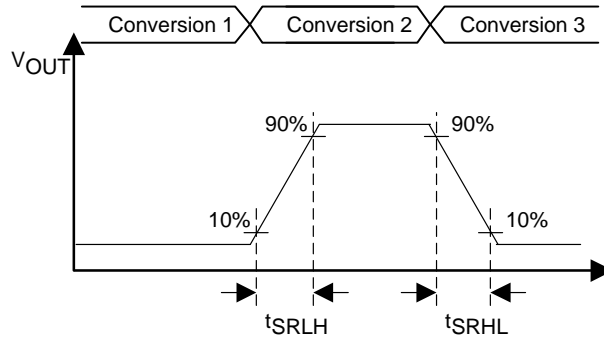 Conversion 1 Conversion 2 Conversion 3
VOUT
90% 90%
10% 10%
tSRLH tSRHL